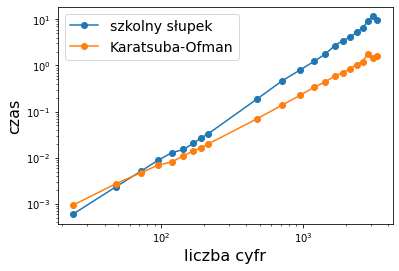 szkolny słupek
Karatsuba-Ofman
czas
10¹
10⁰
10⁻¹
10⁻²
10⁻³
10² 10³
liczba cyfr